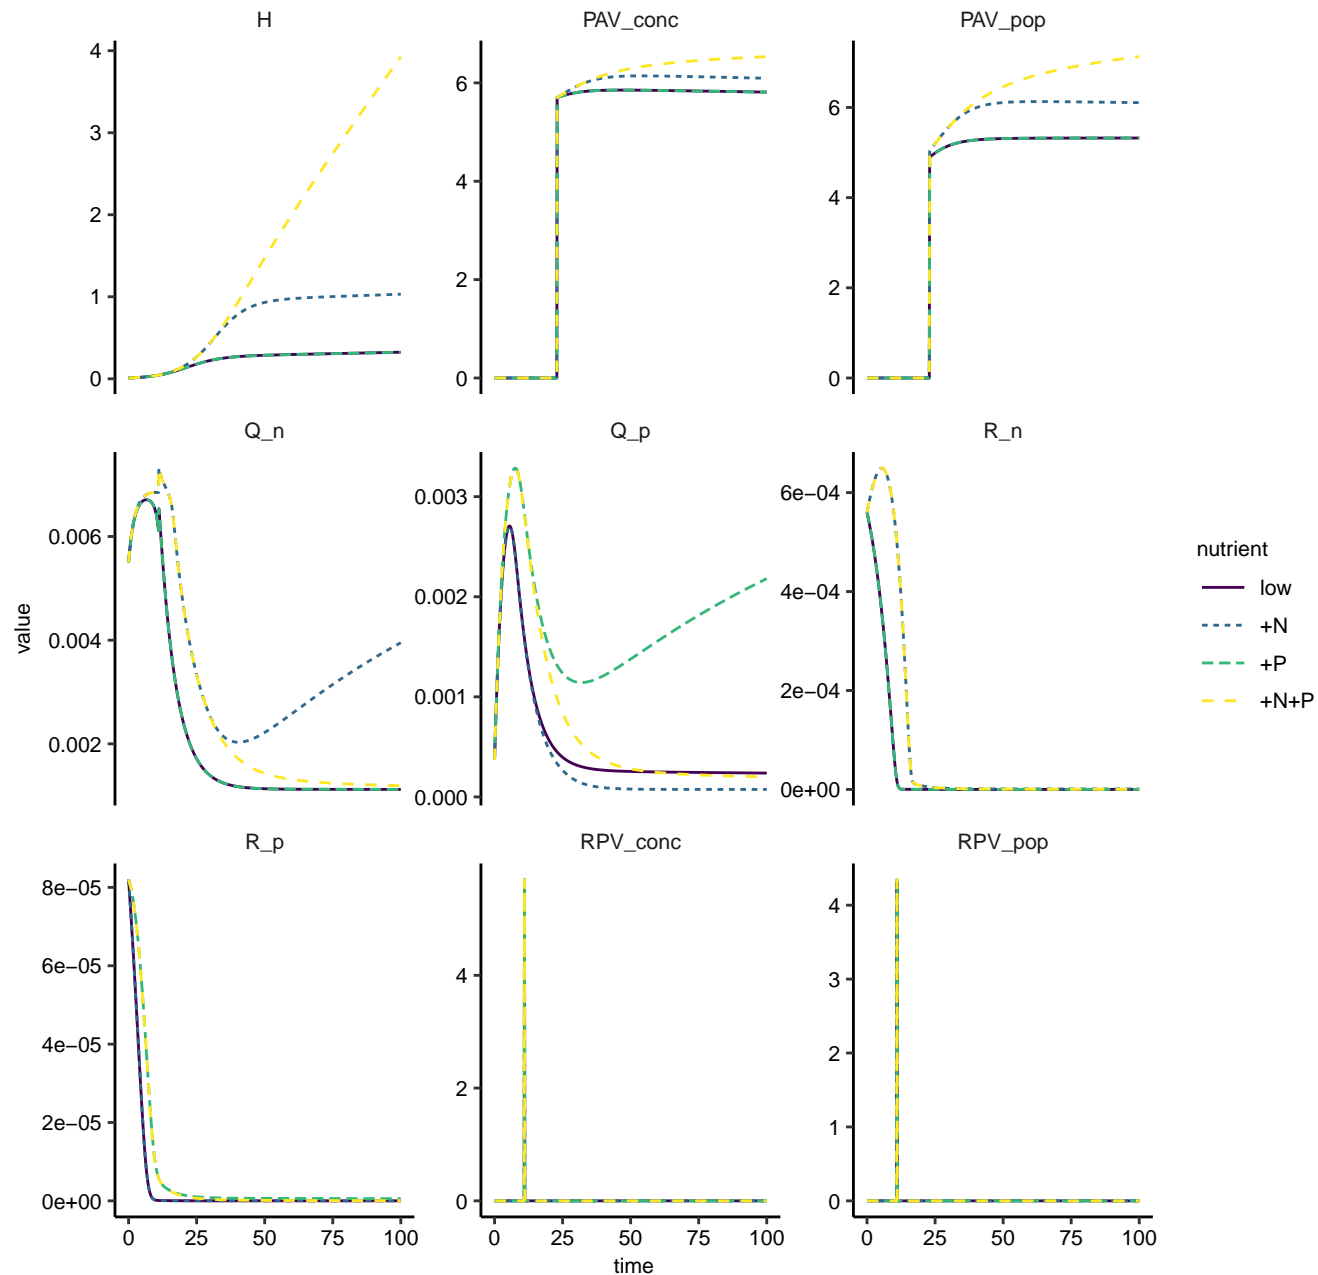 H PAV_conc PAV_pop
4
3
2
1
0
6
4
2
0
6
4
2
0
Q_n Q_p R_n
0.006
0.004
0.002
0.003
0.002
0.001
0.000
6e−04
4e−04
2e−04
0e+00
R_p RPV_conc RPV_pop
8e−05
6e−05
4e−05
2e−05
0e+00
4
2
0
4
3
2
1
0
0 25 50 75 100
0 25 50 75 100
0 25 50 75 100
time
value
nutrient
low
+N
+P
+N+P